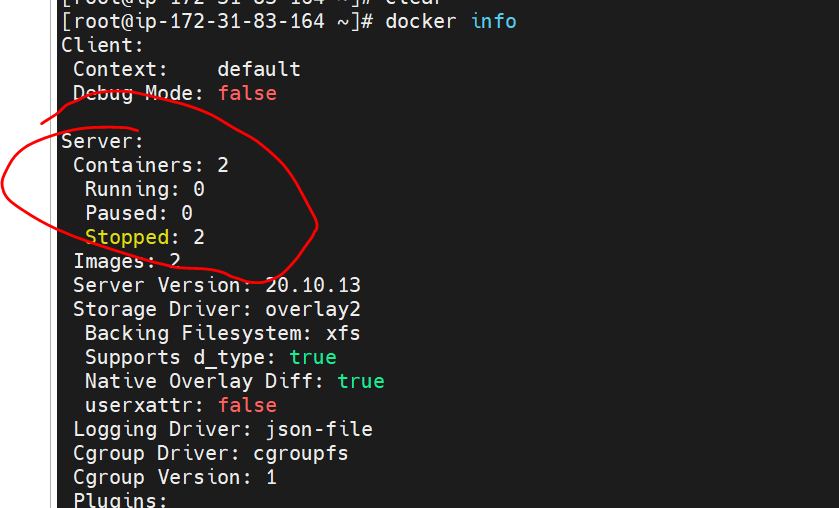 [root@ip-172-31-83-164 ~]# clear
[root@ip-172-31-83-164 ~]# docker info
Client:
Context: default
Debug Mode: false
Server:
Containers: 2
Running: 0
Paused: 0
Stopped: 2
Images: 2
Server Version: 20.10.13
Storage Driver: overlay2
Backing Filesystem: xfs
Supports d_type: true
Native Overlay Diff: true
userxattr: false
Logging Driver: json-file
Cgroup Driver: cgroupfs
Cgroup Version: 1
Plugins: